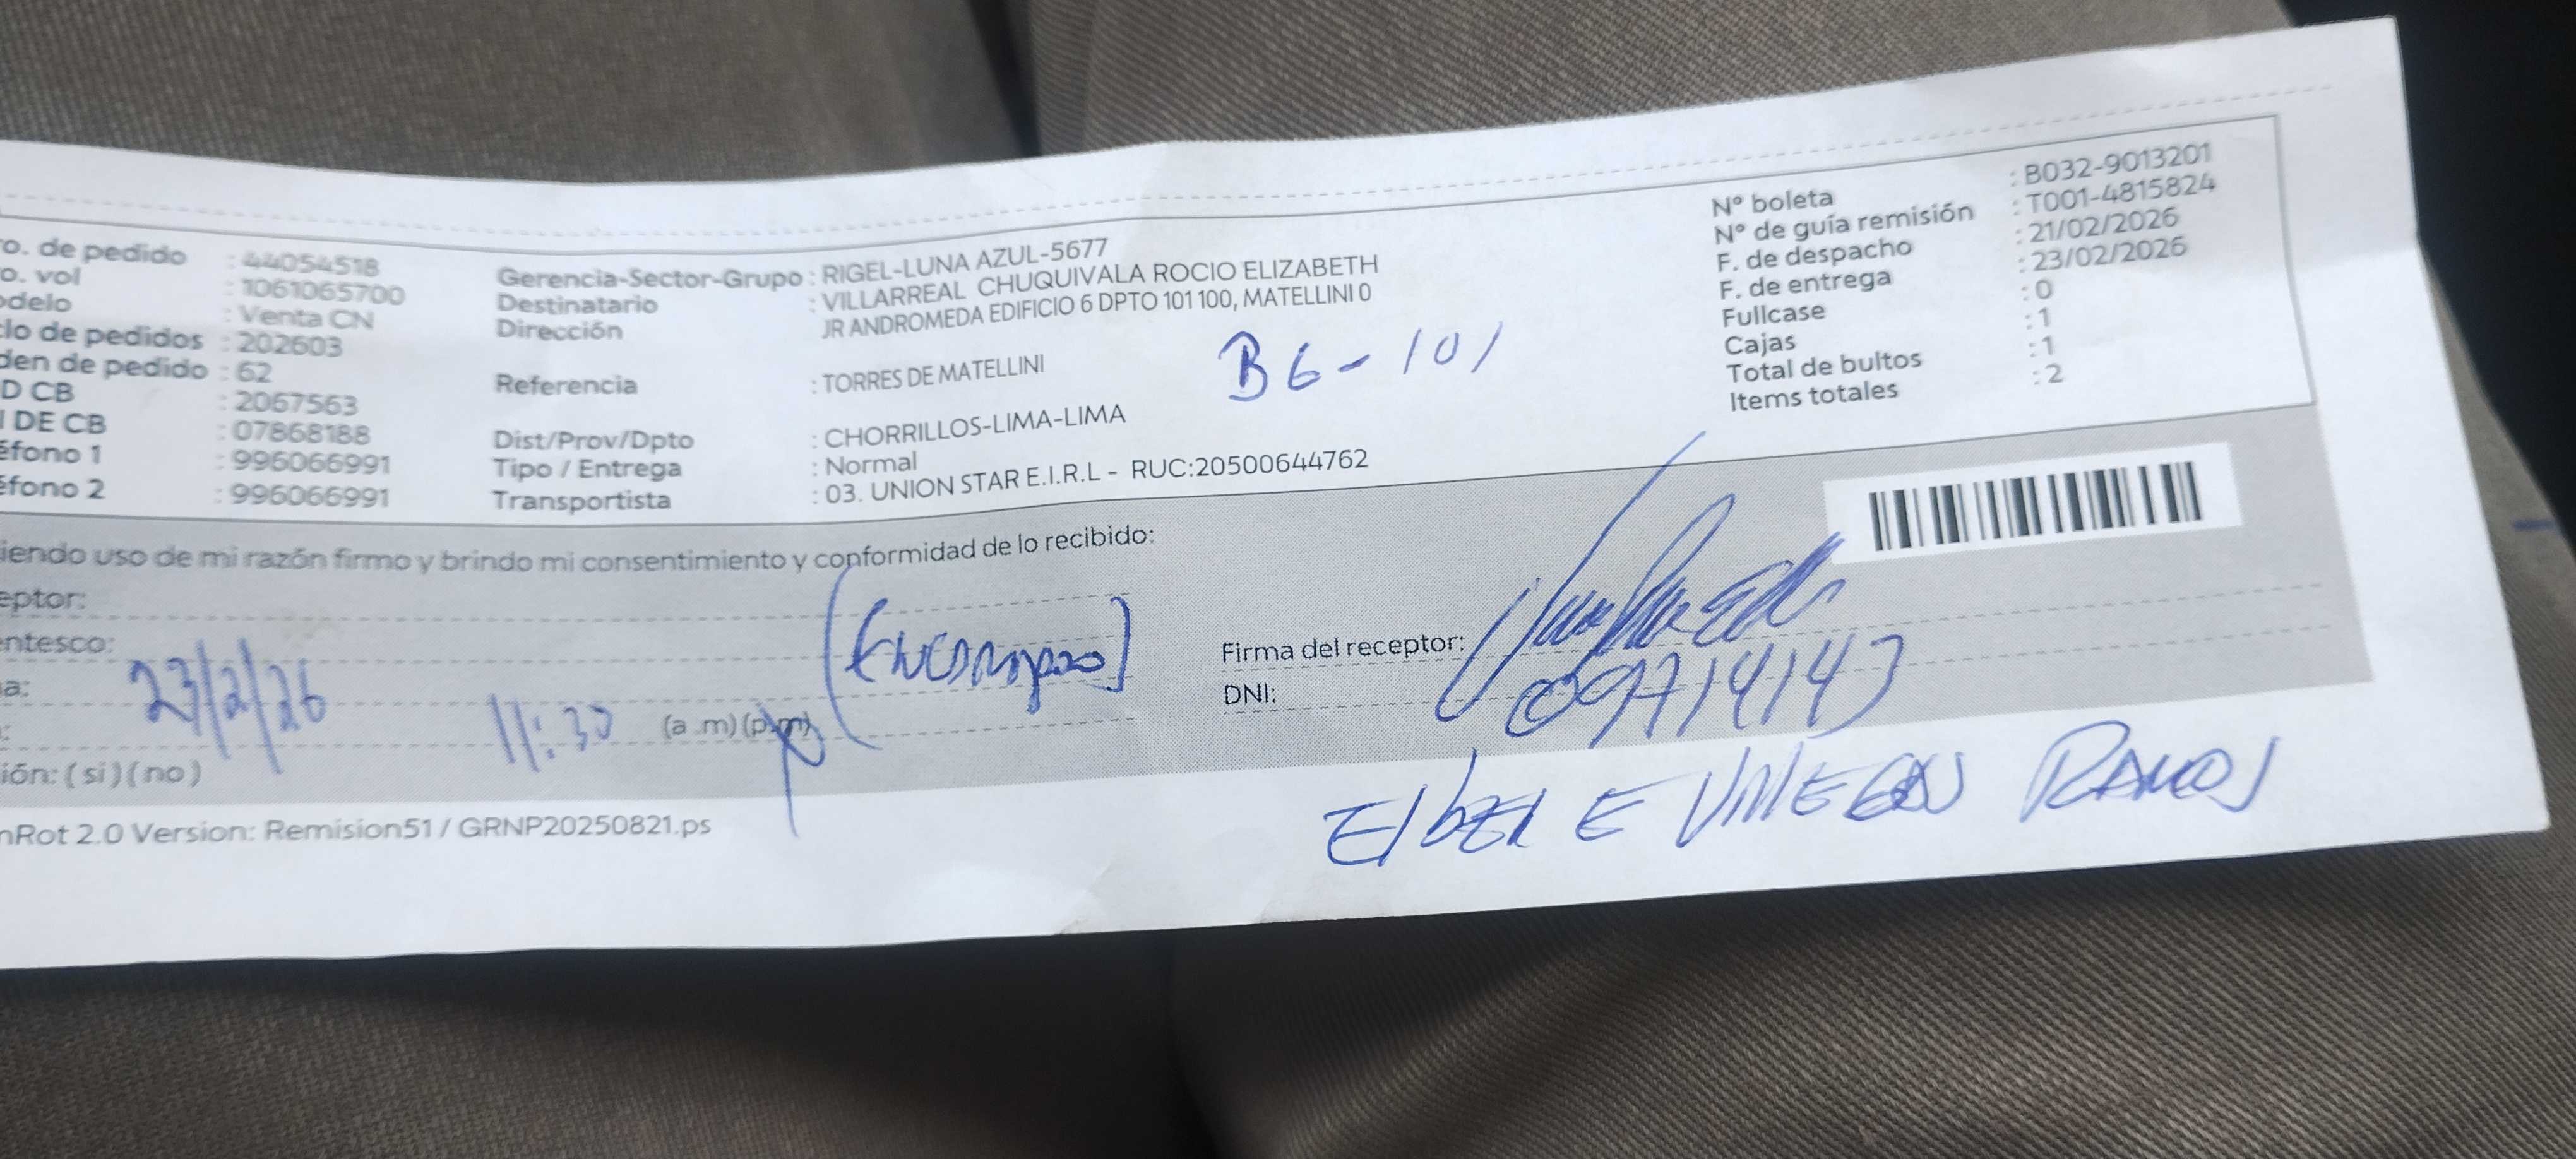 ro. de pedido : 44054518
o. vol : 1061065700
odelo : Venta CN
lo de pedidos : 202603
den de pedido : 62
D CB : 2067563
I DE CB : 07868188
éfono 1 : 996066991
éfono 2 : 996066991
Gerencia-Sector-Grupo : RIGEL-LUNA AZUL-5677
Destinatario : VILLARREAL CHUQUIVALA ROCIO ELIZABETH
Dirección JR ANDROMEDA EDIFICIO 6 DPTO 101 100, MATELLINI 0
Referencia : TORRES DE MATELLINI
B6-101
Dist/Prov/Dpto : CHORRILLOS-LIMA-LIMA
Tipo / Entrega : Normal
Transportista : 03. UNION STAR E.I.R.L - RUC:20500644762
N° boleta : B032-9013201
N° de guía remisión : T001-4815824
F. de despacho : 21/02/2026
F. de entrega : 23/02/2026
Fullcase : 0
Cajas : 1
Total de bultos : 1
Items totales : 2
iendo uso de mi razón firmo y brindo mi consentimiento y conformidad de lo recibido:
eptor:
entesco:
a: 23/2/26
: 11:30 (a .m) (p.m)
ión: ( si ) ( no )
Firma del receptor:
DNI: 09714143
RAMOS
nRot 2.0 Version: Remision51 / GRNP20250821.ps